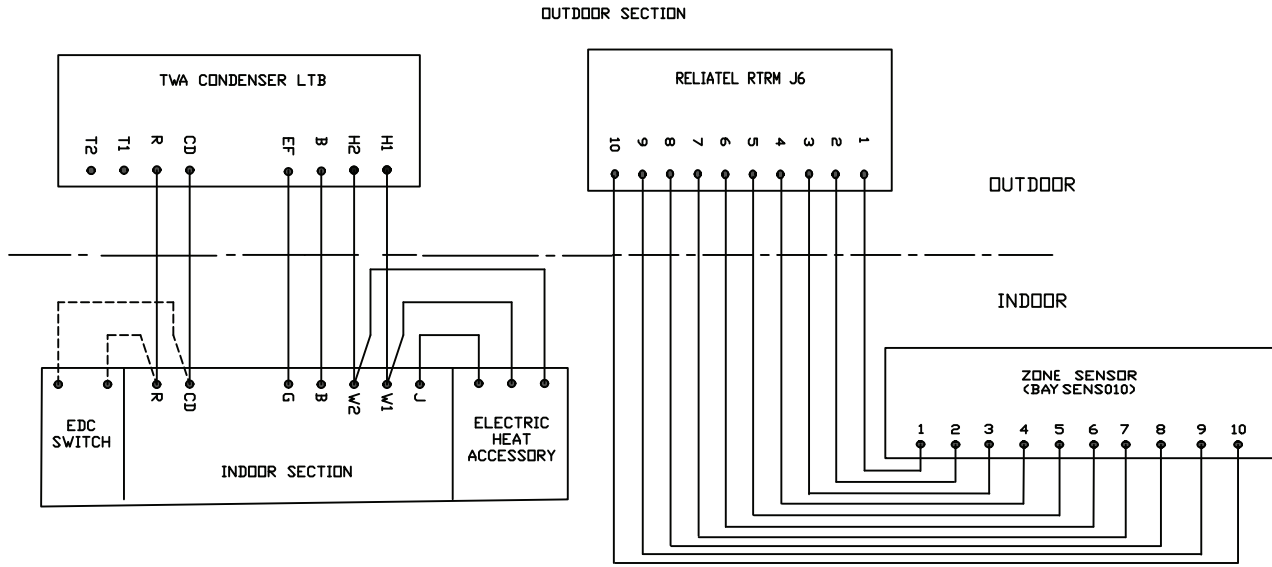 OUTDOOR SECTION
TWA CONDENSER LTB
T2 T1 R CD EF B H2 H1
RELIATEL RTRM J6
10 9 8 7 6 5 4 3 2 1
OUTDOOR
INDOOR
EDC
SWITCH
R CD G B W2 W1 J
INDOOR SECTION
ELECTRIC
HEAT
ACCESSORY
ZONE SENSOR
(BAYSENS010)
1 2 3 4 5 6 7 8 9 10